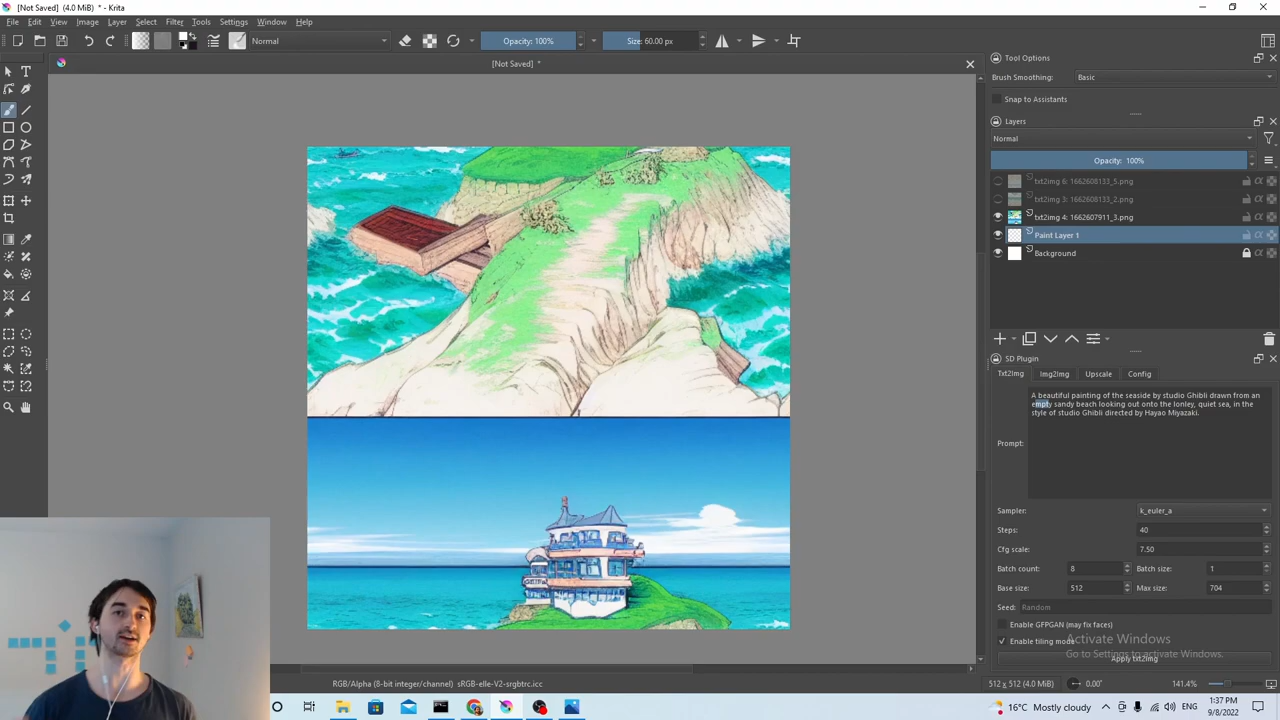 [Not Saved] (4.0 MiB) * - Krita
File Edit View Image Layer Select Filter Tools Settings Window Help
Normal Opacity: 100% Size: 60.00 px
[Not Saved] *
Tool Options
Brush Smoothing: Basic
Snap to Assistants
Layers
Normal
Opacity: 100%
txt2img 6: 1662608133_5.png
txt2img 3: 1662608133_2.png
txt2img 4: 1662607911_3.png
Paint Layer 1
Background
SD Plugin
Txt2Img Img2Img Upscale Config
A beautiful painting of the seaside by studio Ghibli drawn from an
empty sandy beach looking out onto the lonley, quiet sea, in the
style of studio Ghibli directed by Hayao Miyazaki.
Prompt:
Sampler: k_euler_a
Steps: 40
Cfg scale: 7.50
Batch count: 8 Batch size: 1
Base size: 512 Max size: 704
Seed: Random
Enable GFPGAN (may fix faces)
Enable tiling mode
Activate Windows
Go to Settings to activate Windows.
Apply txt2img
RGB/Alpha (8-bit integer/channel) sRGB-elle-V2-srgbtrc.icc
512 x 512 (4.0 MiB) 0.00° 141.4%
16°C Mostly cloudy ENG 1:37 PM
9/8/2022